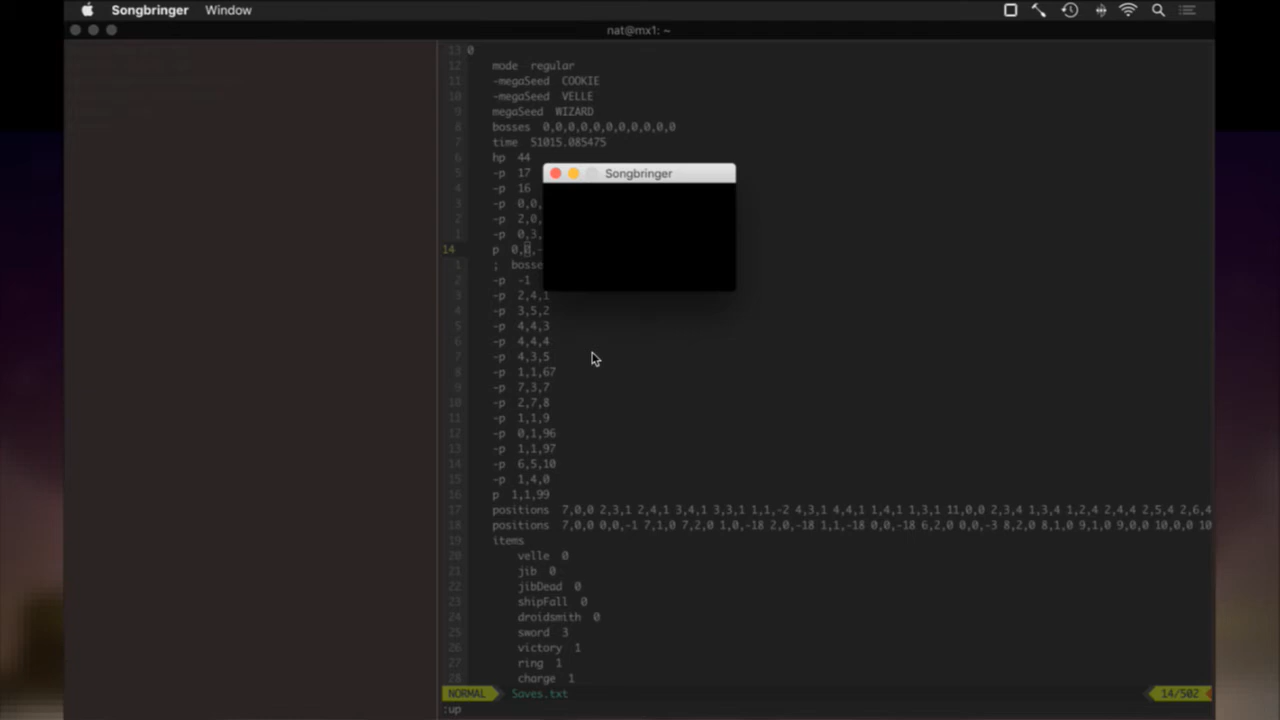 Songbringer Window
nat@mx1: ~
13 0
12 mode regular
11 -megaSeed COOKIE
10 -megaSeed VELLE
9 megaSeed WIZARD
8 bosses 0,0,0,0,0,0,0,0,0,0,0
7 time 51015.085475
6 hp 44
Songbringer
5 -p 17
4 -p 16
3 -p 0,0,
2 -p 2,0,
1 -p 0,3,
14 p 0,0,-
1 ; bosse
2 -p -1
3 -p 2,4,1
4 -p 3,5,2
5 -p 4,4,3
6 -p 4,4,4
7 -p 4,3,5
8 -p 1,1,67
9 -p 7,3,7
10 -p 2,7,8
11 -p 1,1,9
12 -p 0,1,96
13 -p 1,1,97
14 -p 6,5,10
15 -p 1,4,0
16 p 1,1,99
17 positions 7,0,0 2,3,1 2,4,1 3,4,1 3,3,1 1,1,-2 4,3,1 4,4,1 1,4,1 1,3,1 11,0,0 2,3,4 1,3,4 1,2,4 2,4,4 2,5,4 2,6,4
18 positions 7,0,0 0,0,-1 7,1,0 7,2,0 1,0,-18 2,0,-18 1,1,-18 0,0,-18 6,2,0 0,0,-3 8,2,0 8,1,0 9,1,0 9,0,0 10,0,0 10
19 items
20 velle 0
21 jib 0
22 jibDead 0
23 shipFall 0
24 droidsmith 0
25 sword 3
26 victory 1
27 ring 1
28 charge 1
NORMAL Saves.txt 14/502
:up